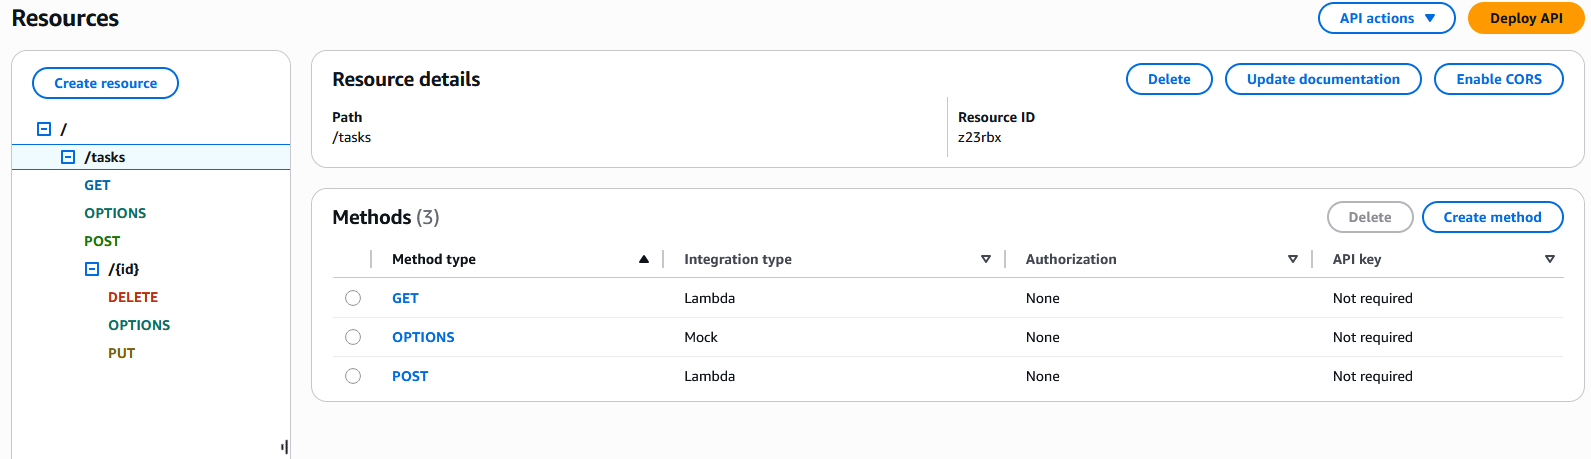 Resources
API actions
Deploy API
Create resource
/
/tasks
GET
OPTIONS
POST
/{id}
DELETE
OPTIONS
PUT
Resource details
Delete
Update documentation
Enable CORS
Path
/tasks
Resource ID
z23rbx
Methods (3)
Delete
Create method
Method type Integration type Authorization API key
GET Lambda None Not required
OPTIONS Mock None Not required
POST Lambda None Not required